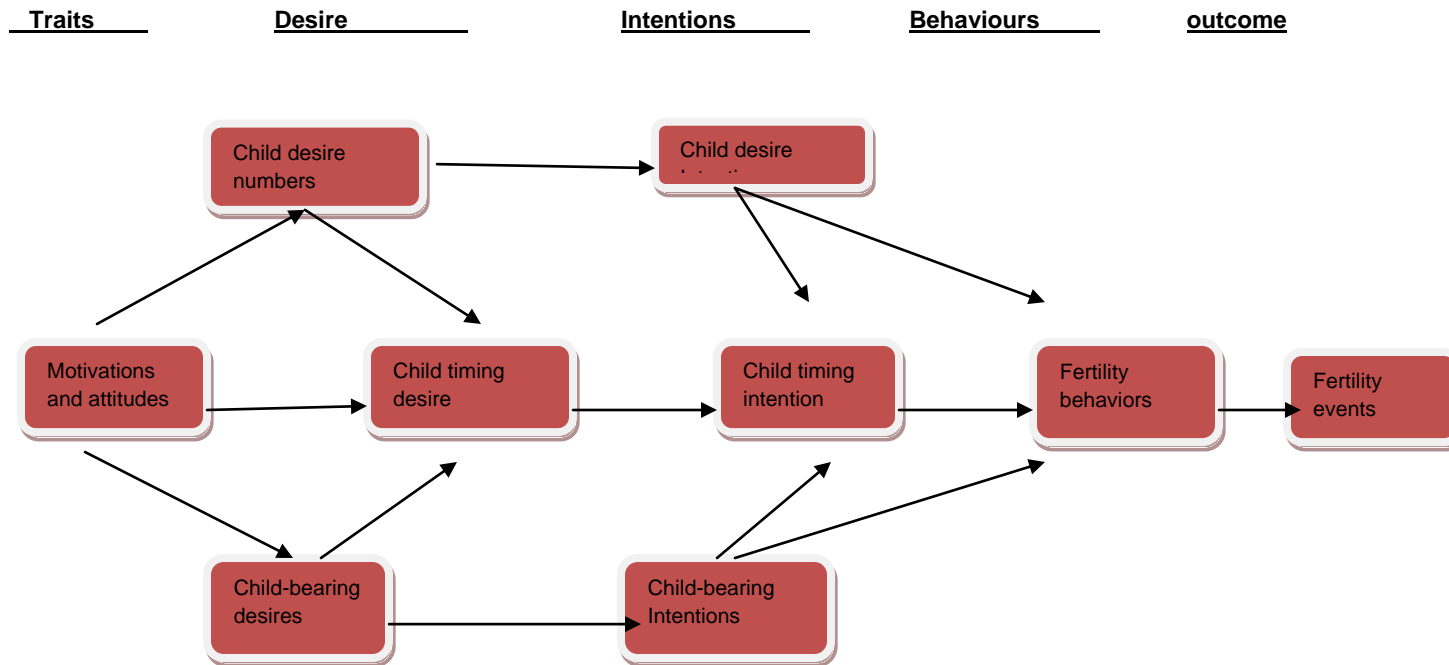 Traits Desire Intentions Behaviours outcome
Child desire
numbers
Child desire
Motivations
and attitudes
Child timing
desire
Child timing
intention
Fertility
behaviors
Fertility
events
Child-bearing
desires
Child-bearing
Intentions